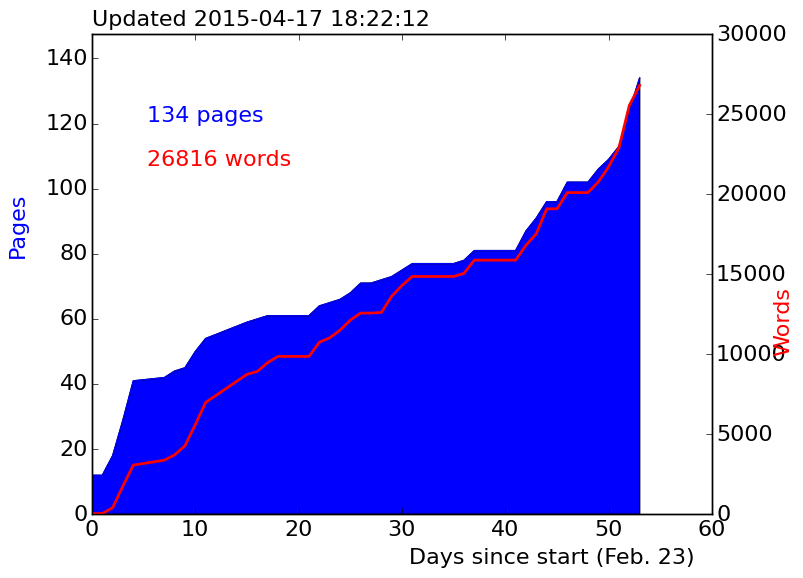 Updated 2015-04-17 18:22:12
134 pages
26816 words
Pages
140
120
100
80
60
40
20
0
30000
25000
20000
15000
10000
5000
0
Words
0 10 20 30 40 50 60
Days since start (Feb. 23)